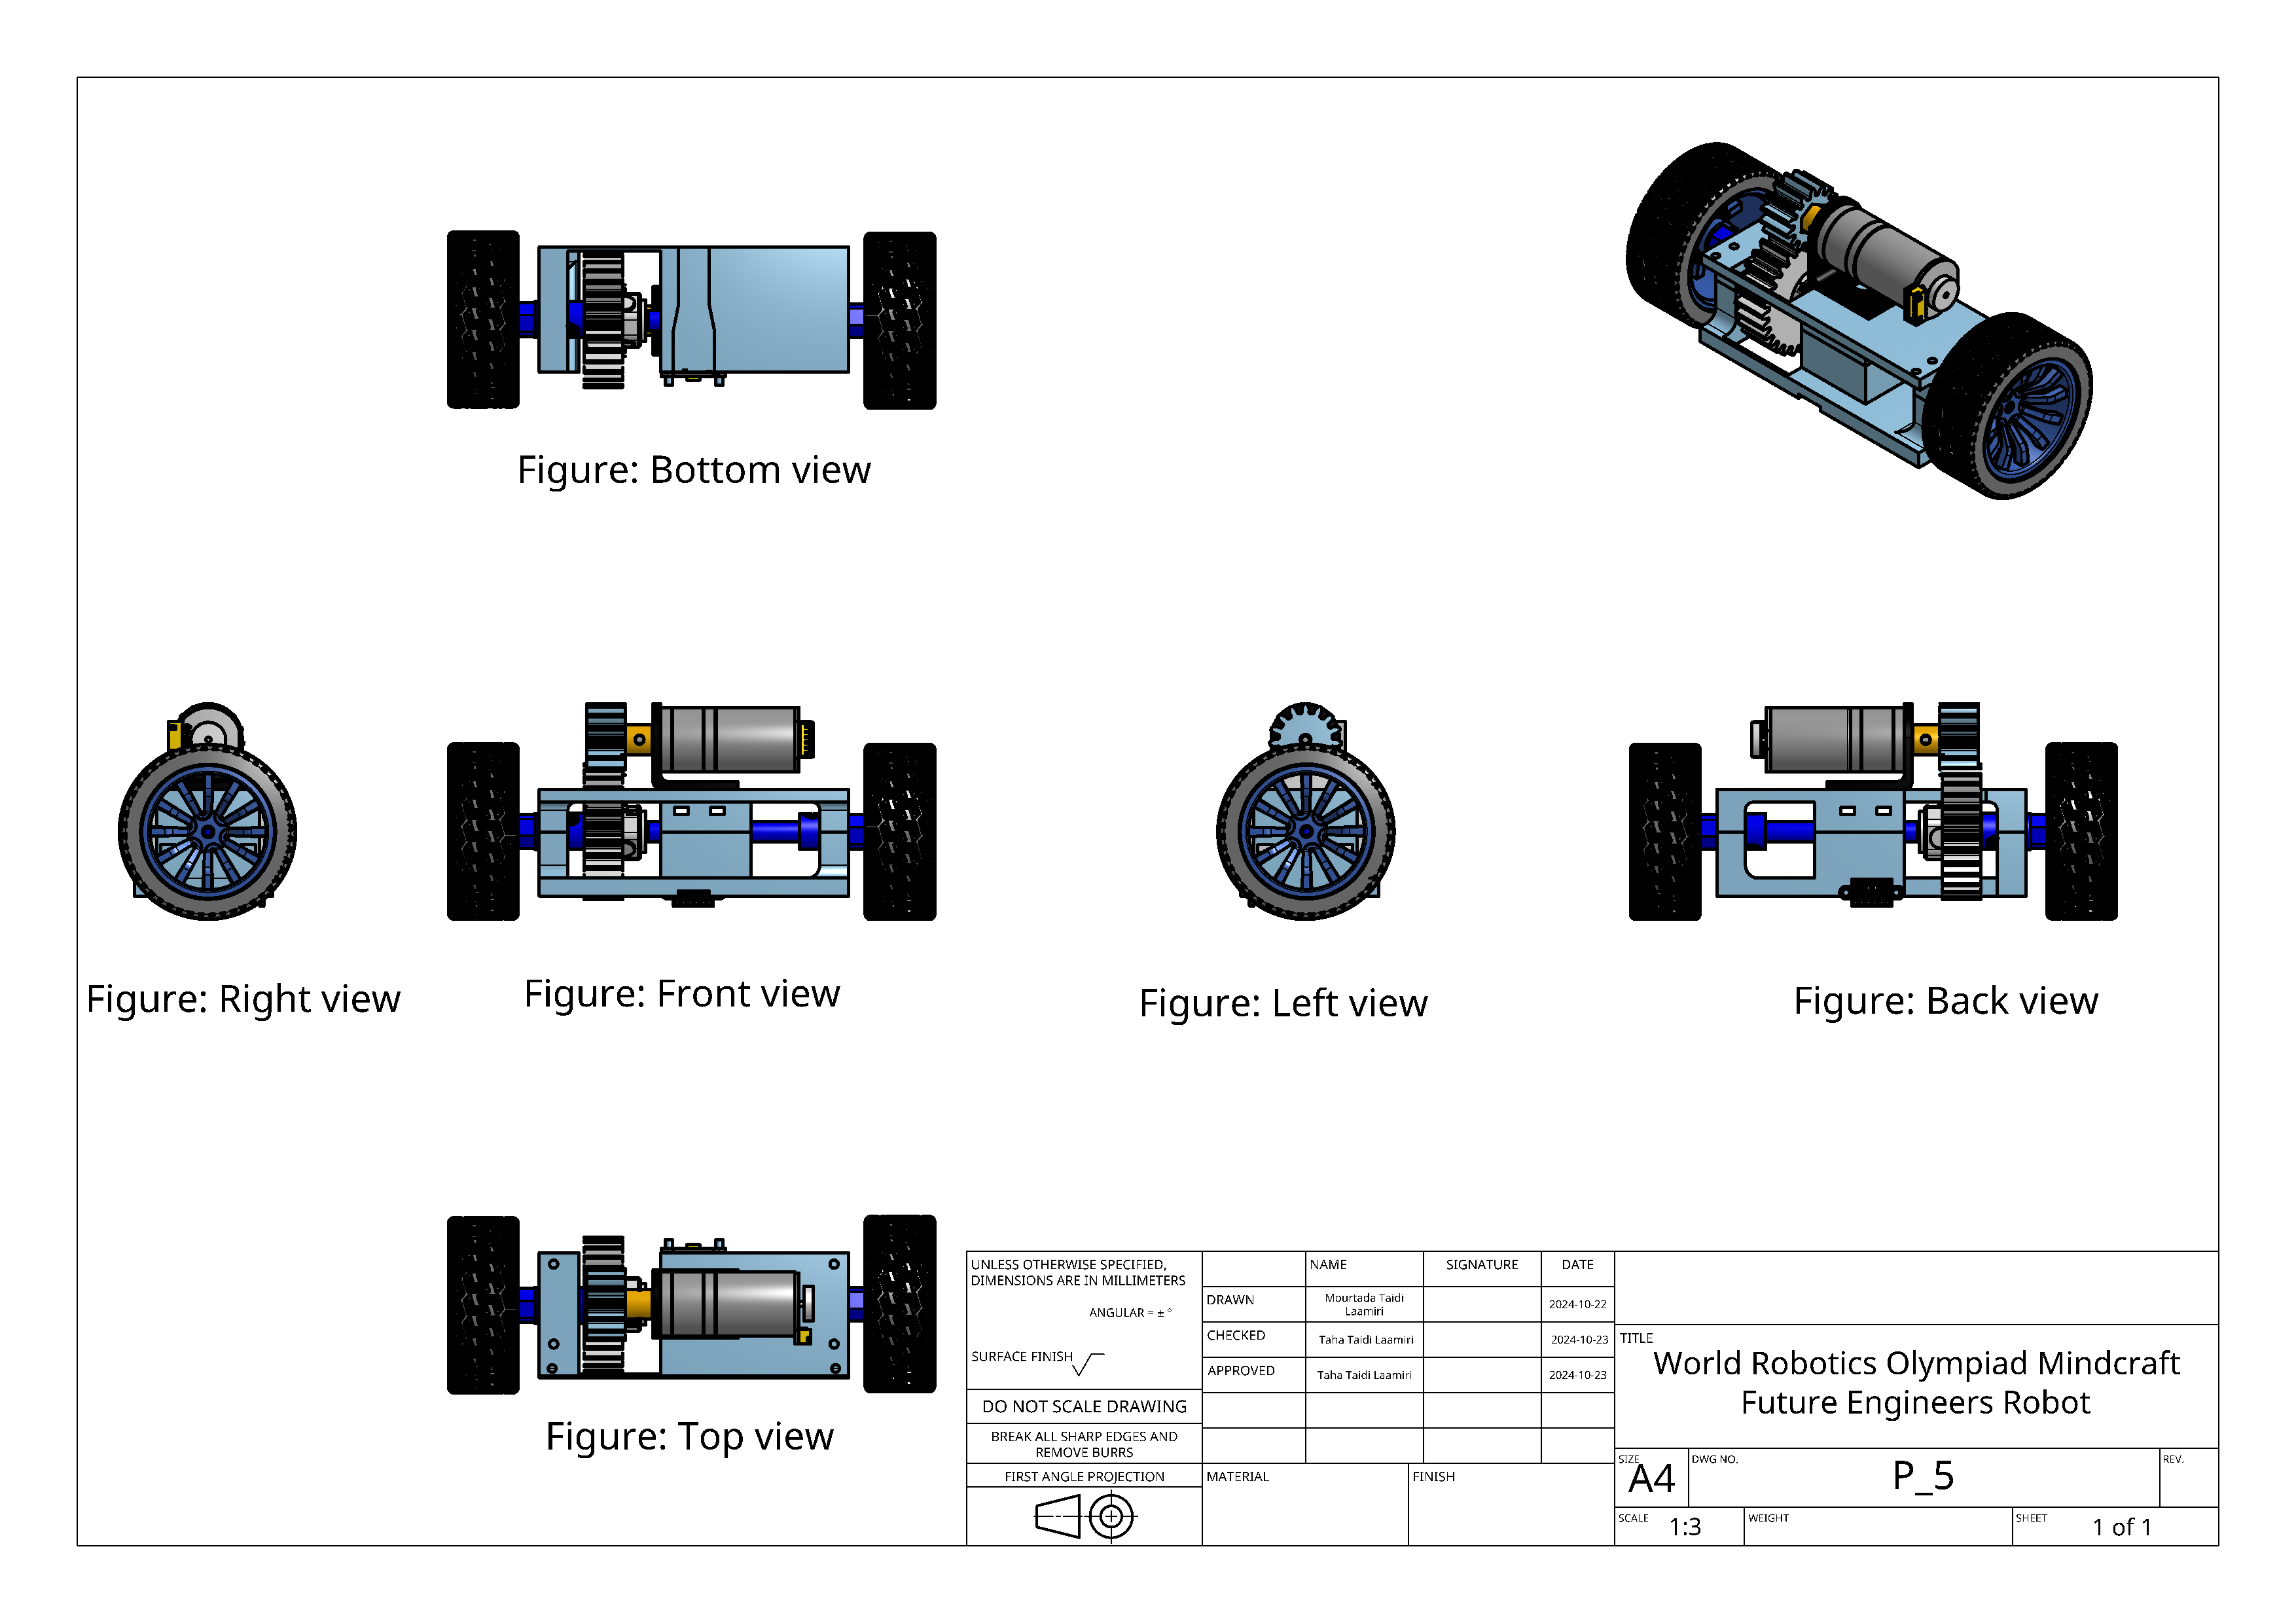 Figure: Bottom view
Figure: Right view
Figure: Front view
Figure: Left view
Figure: Back view
Figure: Top view
UNLESS OTHERWISE SPECIFIED,
DIMENSIONS ARE IN MILLIMETERS
ANGULAR = ± °
SURFACE FINISH
DO NOT SCALE DRAWING
BREAK ALL SHARP EDGES AND
REMOVE BURRS
FIRST ANGLE PROJECTION
NAME SIGNATURE DATE
DRAWN Mourtada Taidi
Laamiri 2024-10-22
CHECKED Taha Taidi Laamiri 2024-10-23
APPROVED Taha Taidi Laamiri 2024-10-23
MATERIAL FINISH
TITLE
World Robotics Olympiad Mindcraft
Future Engineers Robot
SIZE A4 DWG NO. P_5 REV.
SCALE 1:3 WEIGHT SHEET 1 of 1